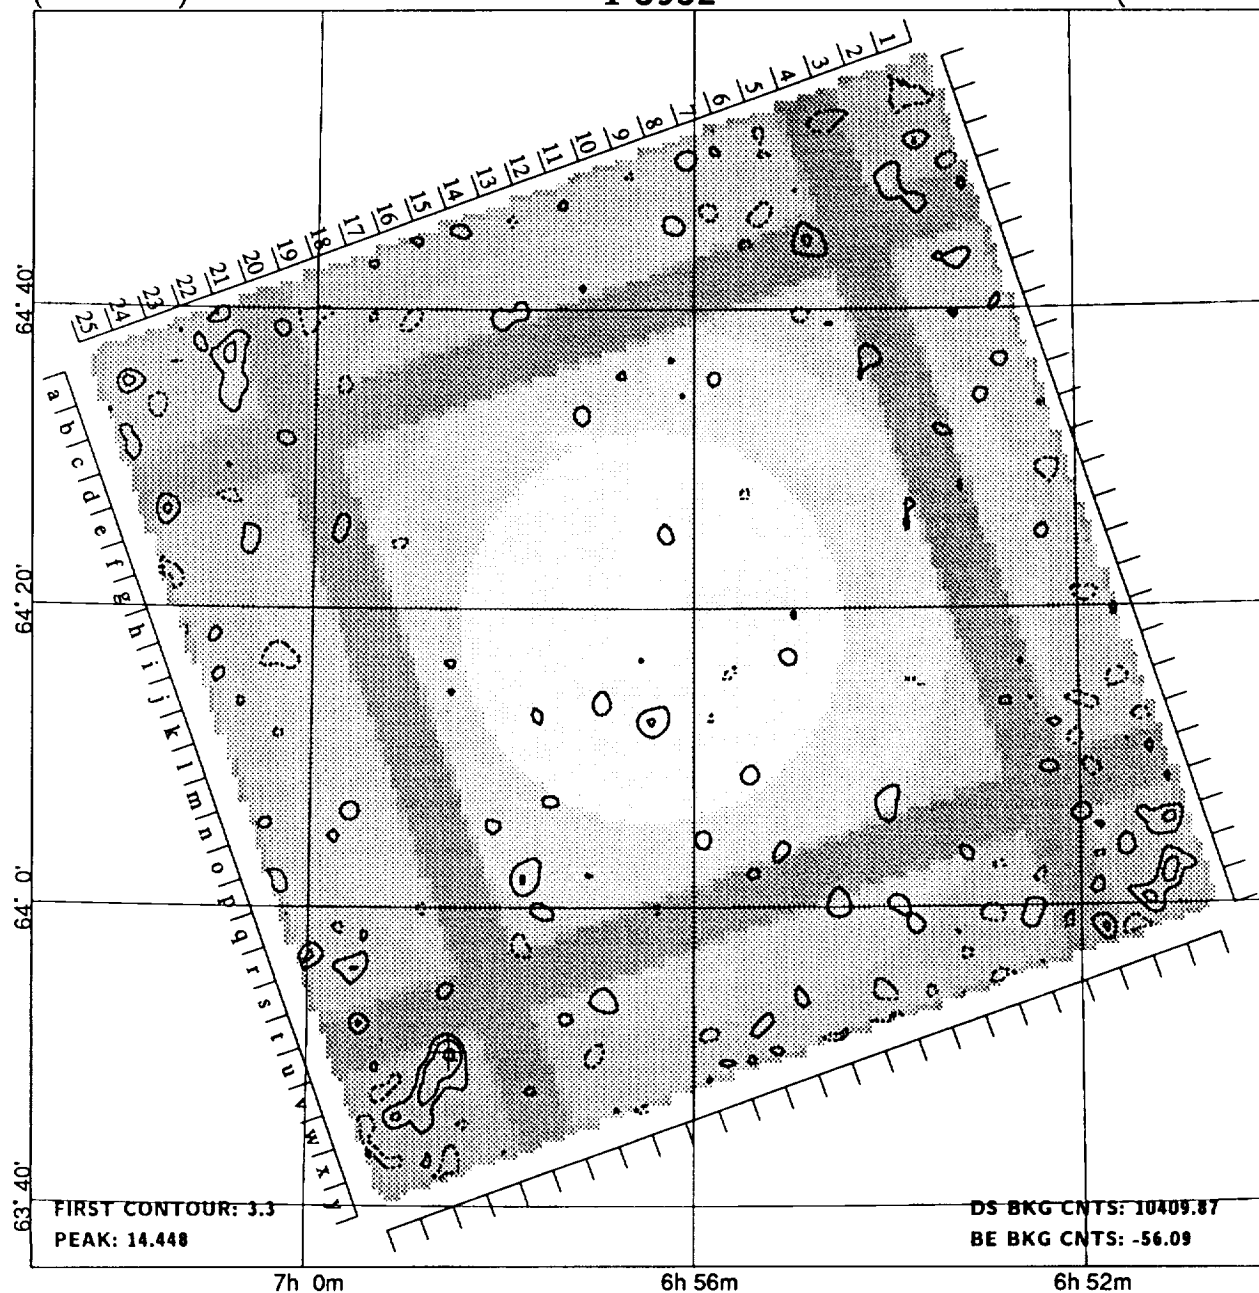 1
2
3
4
5
6
7
8
9
10
11
12
13
14
15
16
17
18
19
20
21
22
23
24
25
a
b
c
d
e
f
g
h
i
j
k
l
m
n
o
p
q
r
s
t
u
v
w
x
y
64° 40'
64° 20'
64° 0'
63° 40'
FIRST CONTOUR: 3.3
PEAK: 14.448
DS BKG CNTS: 10409.87
BE BKG CNTS: -56.09
7h 0m
6h 56m
6h 52m